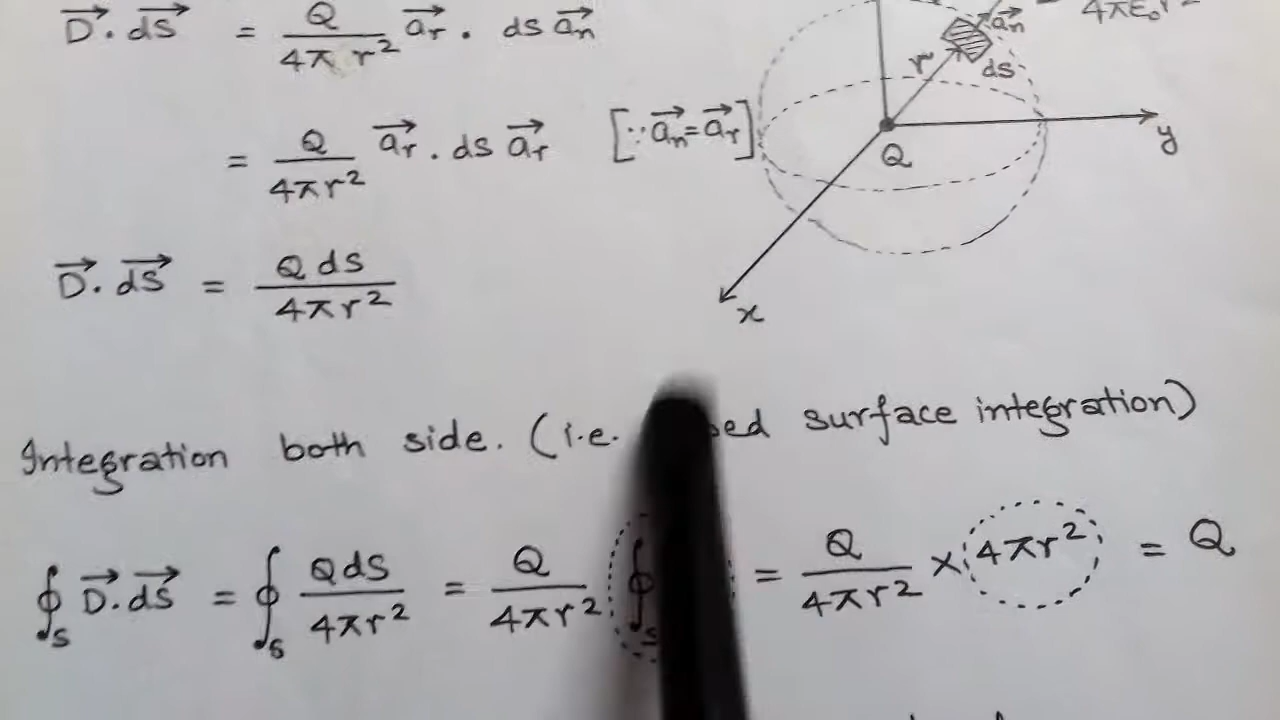 D⃗ . ds⃗ = Q / 4πr² a⃗r . ds a⃗n
= Q / 4πr² a⃗r . ds a⃗r [∵ a⃗n = a⃗r]
D⃗ . ds⃗ = Q ds / 4πr²
a⃗n
r
ds
Q
y
x
4πε₀r²
Integration both side. (i.e. surface integration)
∮s D⃗ . ds⃗ = ∮s Q ds / 4πr² = Q / 4πr² ∮s = Q / 4πr² × 4πr² = Q